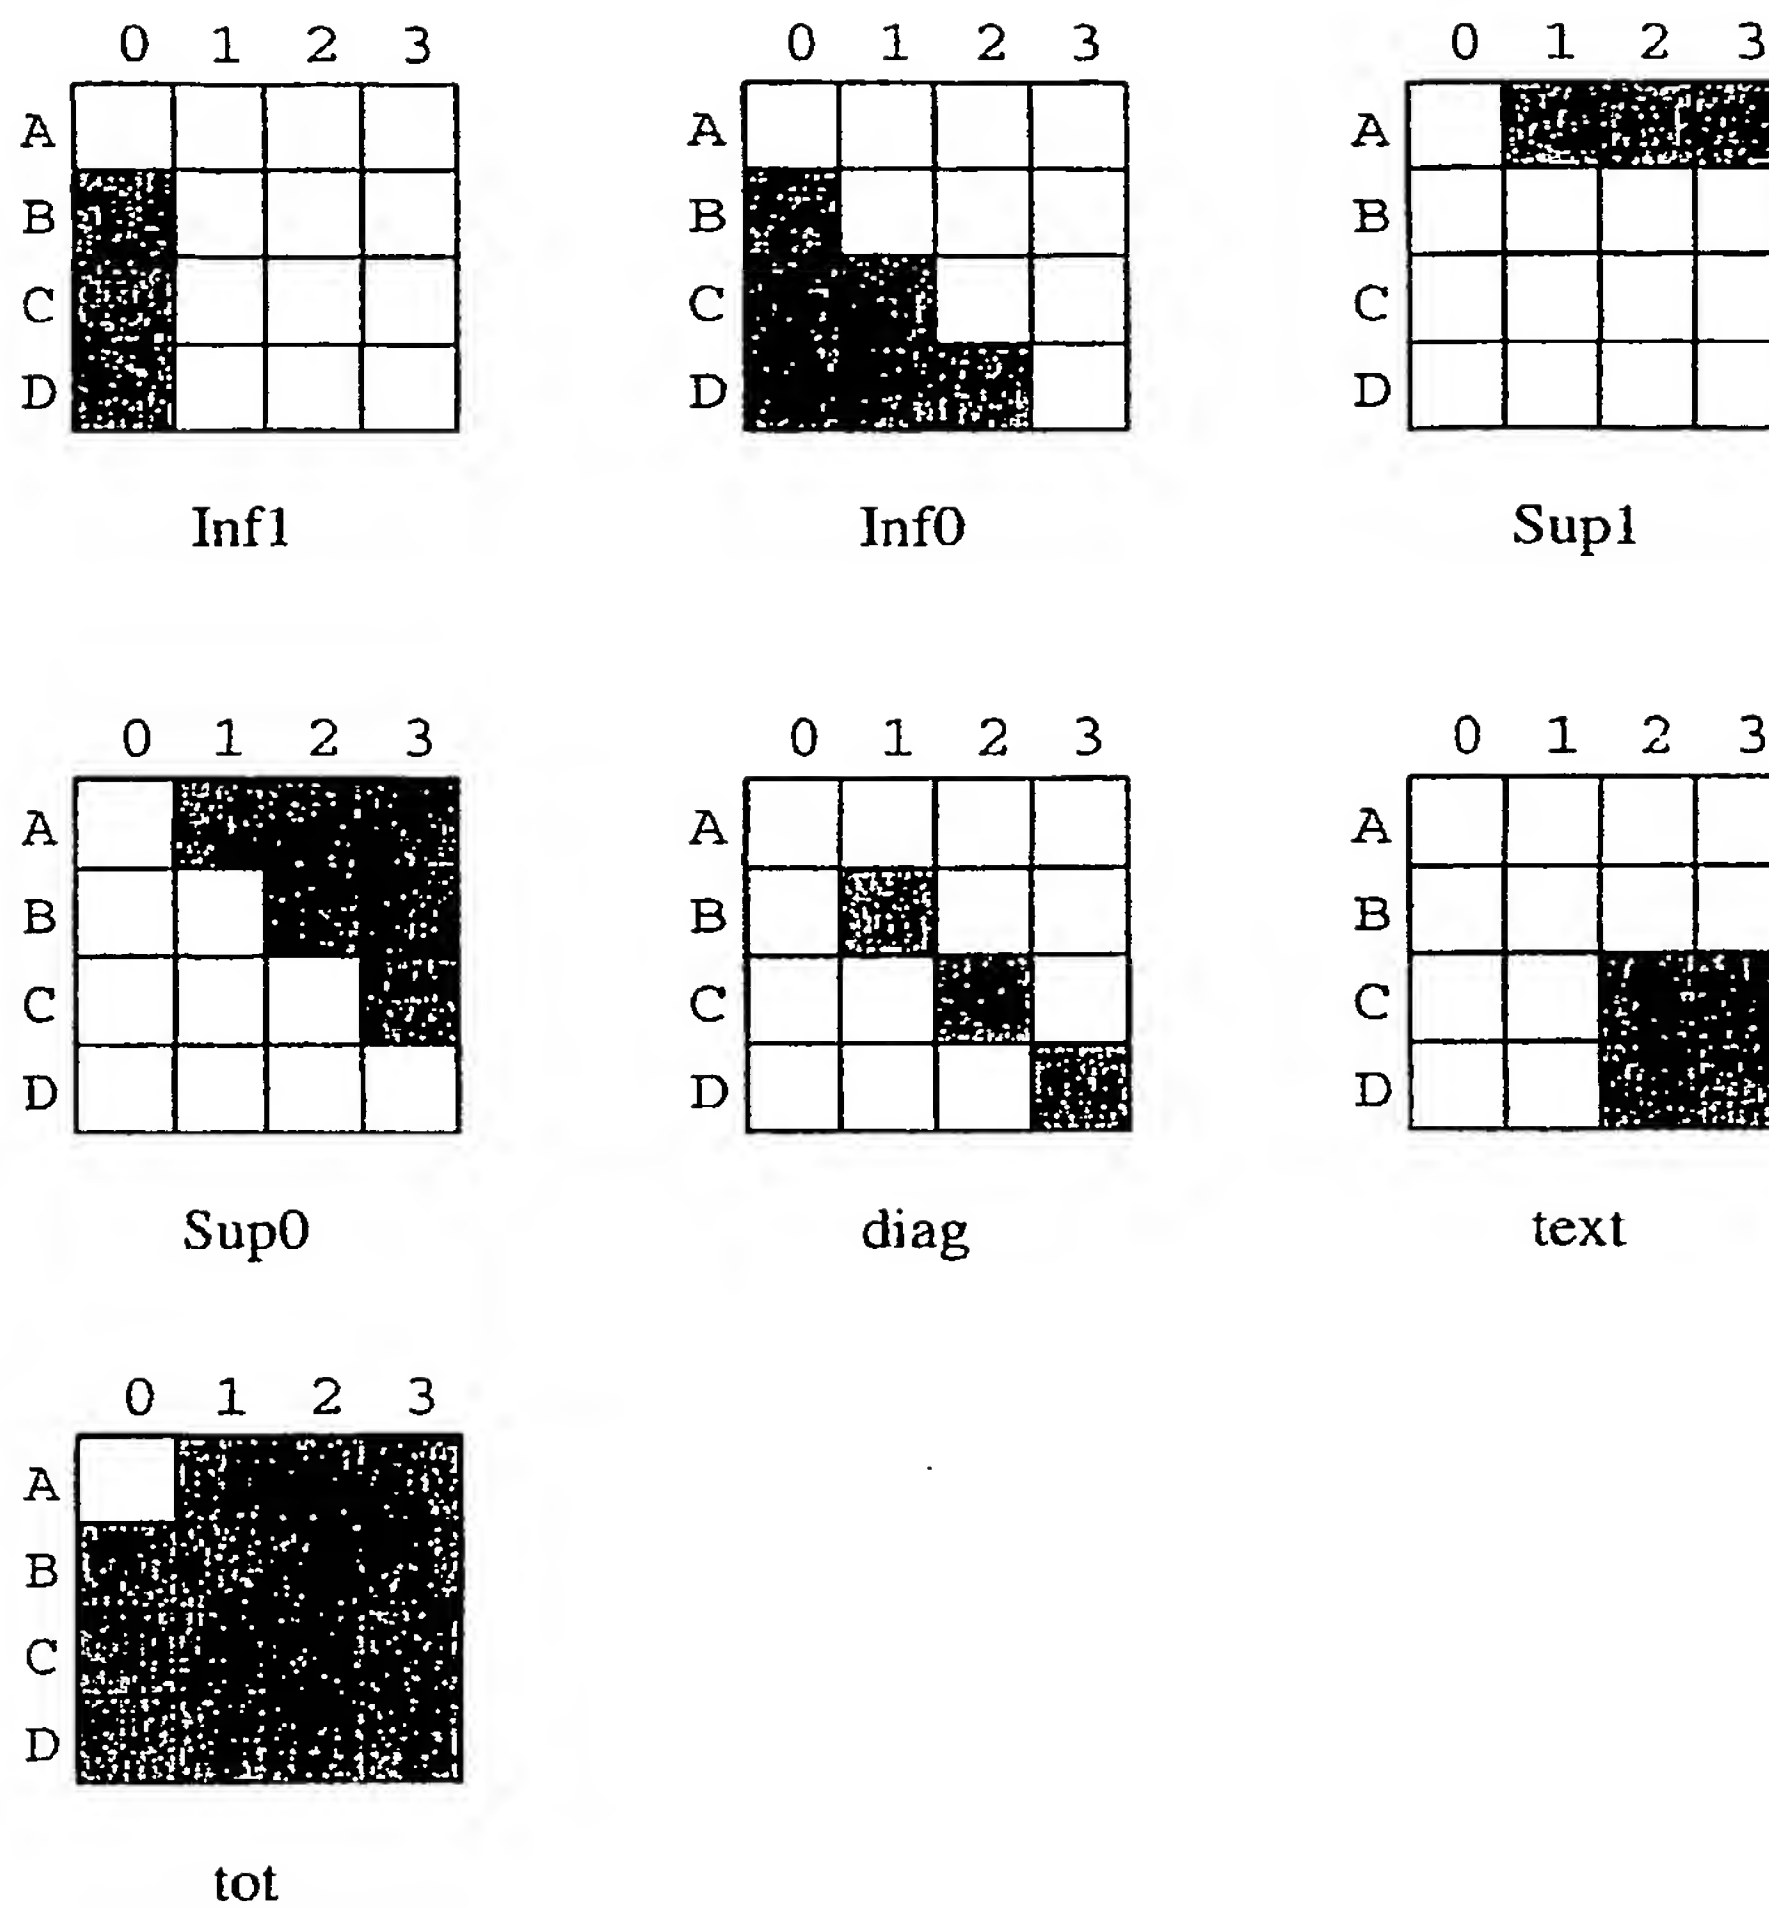 0 1 2 3 0 1 2 3 0 1 2 3
A A A
B B B
C C C
D D D
Inf1 Inf0 Sup1
0 1 2 3 0 1 2 3 0 1 2 3
A A A
B B B
C C C
D D D
Sup0 diag text
0 1 2 3
A
B
C
D
tot